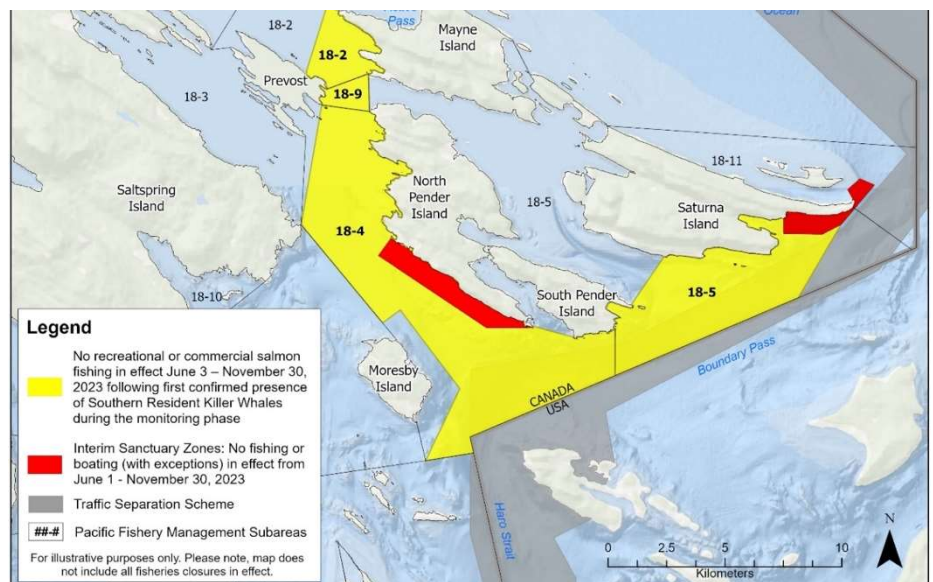 Pass
Ocean
18-2
Mayne
Island
18-2
Prevost
18-9
18-3
18-11
North
Pender
Island
Saltspring
Island
18-5
Saturna
Island
18-4
18-10
South Pender
Island
18-5
Moresby
Island
Boundary Pass
CANADA
USA
Haro Strait
Legend
No recreational or commercial salmon
fishing in effect June 3 – November 30,
2023 following first confirmed presence
of Southern Resident Killer Whales
during the monitoring phase
Interim Sanctuary Zones: No fishing or
boating (with exceptions) in effect from
June 1 - November 30, 2023
Traffic Separation Scheme
##-# Pacific Fishery Management Subareas
For illustrative purposes only. Please note, map does
not include all fisheries closures in effect.
N
0 2.5 5 10
Kilometers